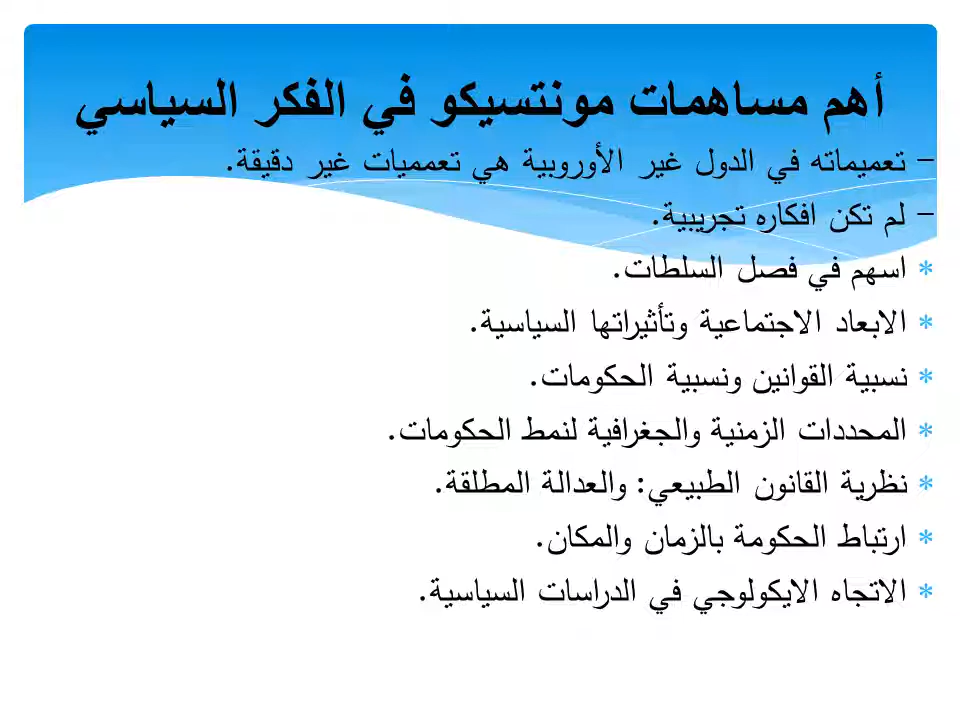 أهم مساهمات مونتسيكو في الفكر السياسي
- تعميماته في الدول غير الأوروبية هي تعمميات غير دقيقة.
- لم تكن افكاره تجريبية.
* اسهم في فصل السلطات.
* الابعاد الاجتماعية وتأثيراتها السياسية.
* نسبية القوانين ونسبية الحكومات.
* المحددات الزمنية والجغرافية لنمط الحكومات.
* نظرية القانون الطبيعي: والعدالة المطلقة.
* ارتباط الحكومة بالزمان والمكان.
* الاتجاه الايكولوجي في الدراسات السياسية.